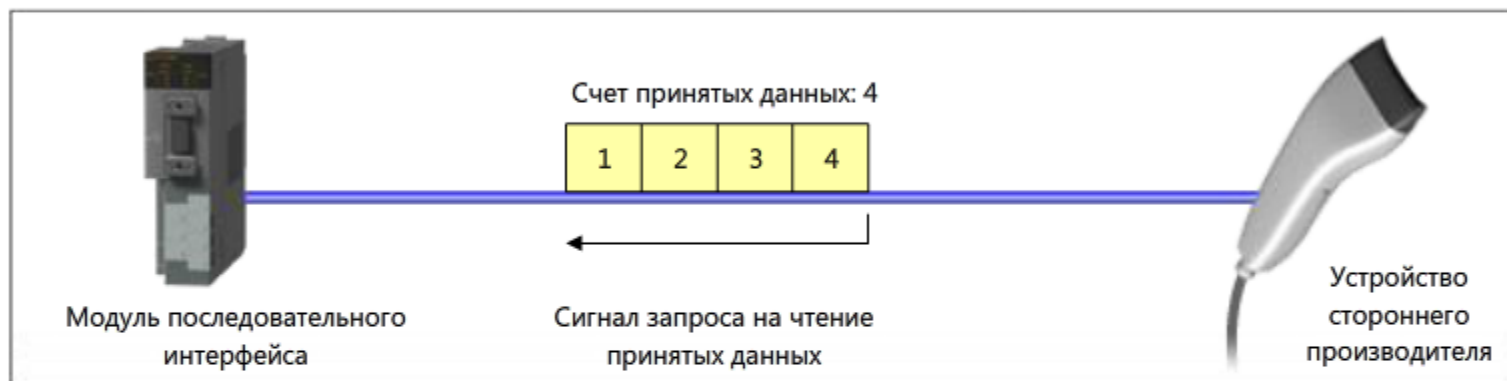 Счет принятых данных: 4
1 2 3 4
Модуль последовательного
интерфейса
Сигнал запроса на чтение
принятых данных
Устройство
стороннего
производителя